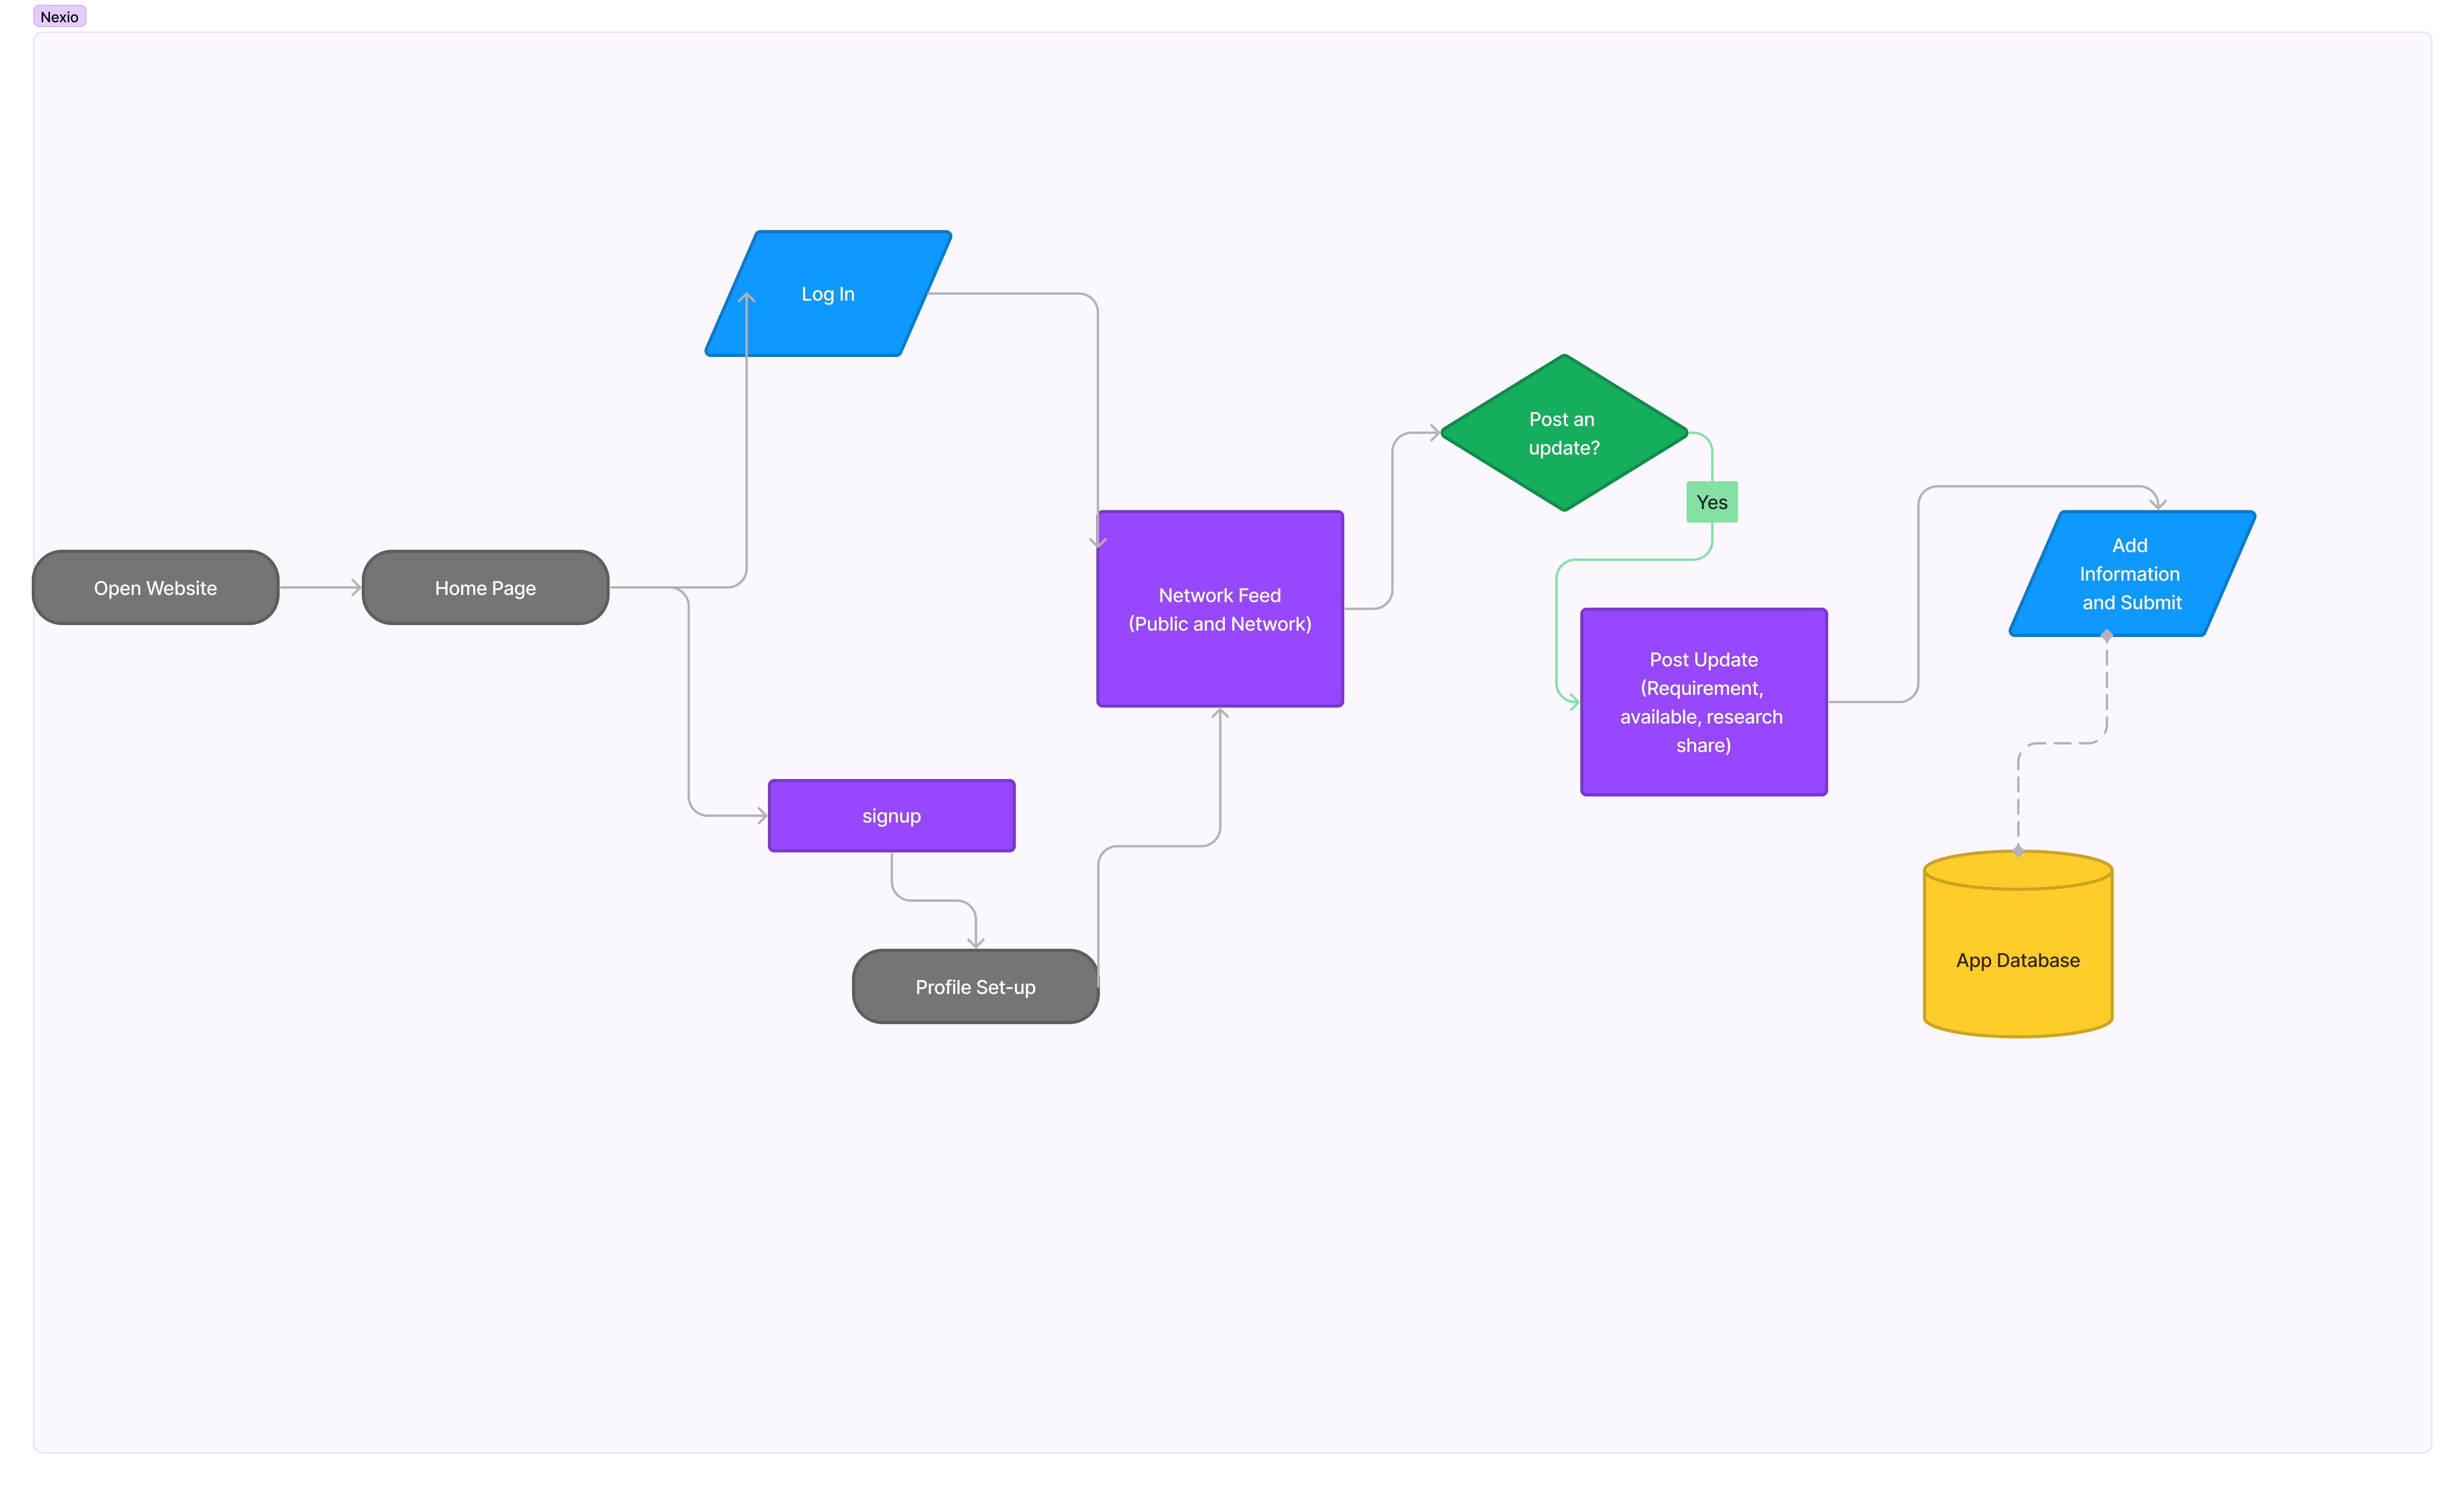 Nexio
Open Website
Home Page
Log In
signup
Profile Set-up
Network Feed
(Public and Network)
Post an
update?
Yes
Post Update
(Requirement,
available, research
share)
Add
Information
and Submit
App Database